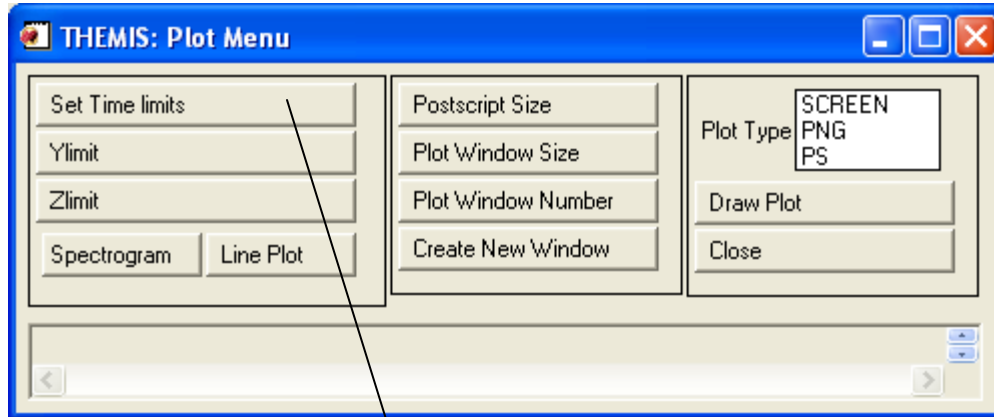 THEMIS: Plot Menu
Set Time limits
Ylimit
Zlimit
Spectrogram
Line Plot
Postscript Size
Plot Window Size
Plot Window Number
Create New Window
Plot Type
SCREEN
PNG
PS
Draw Plot
Close